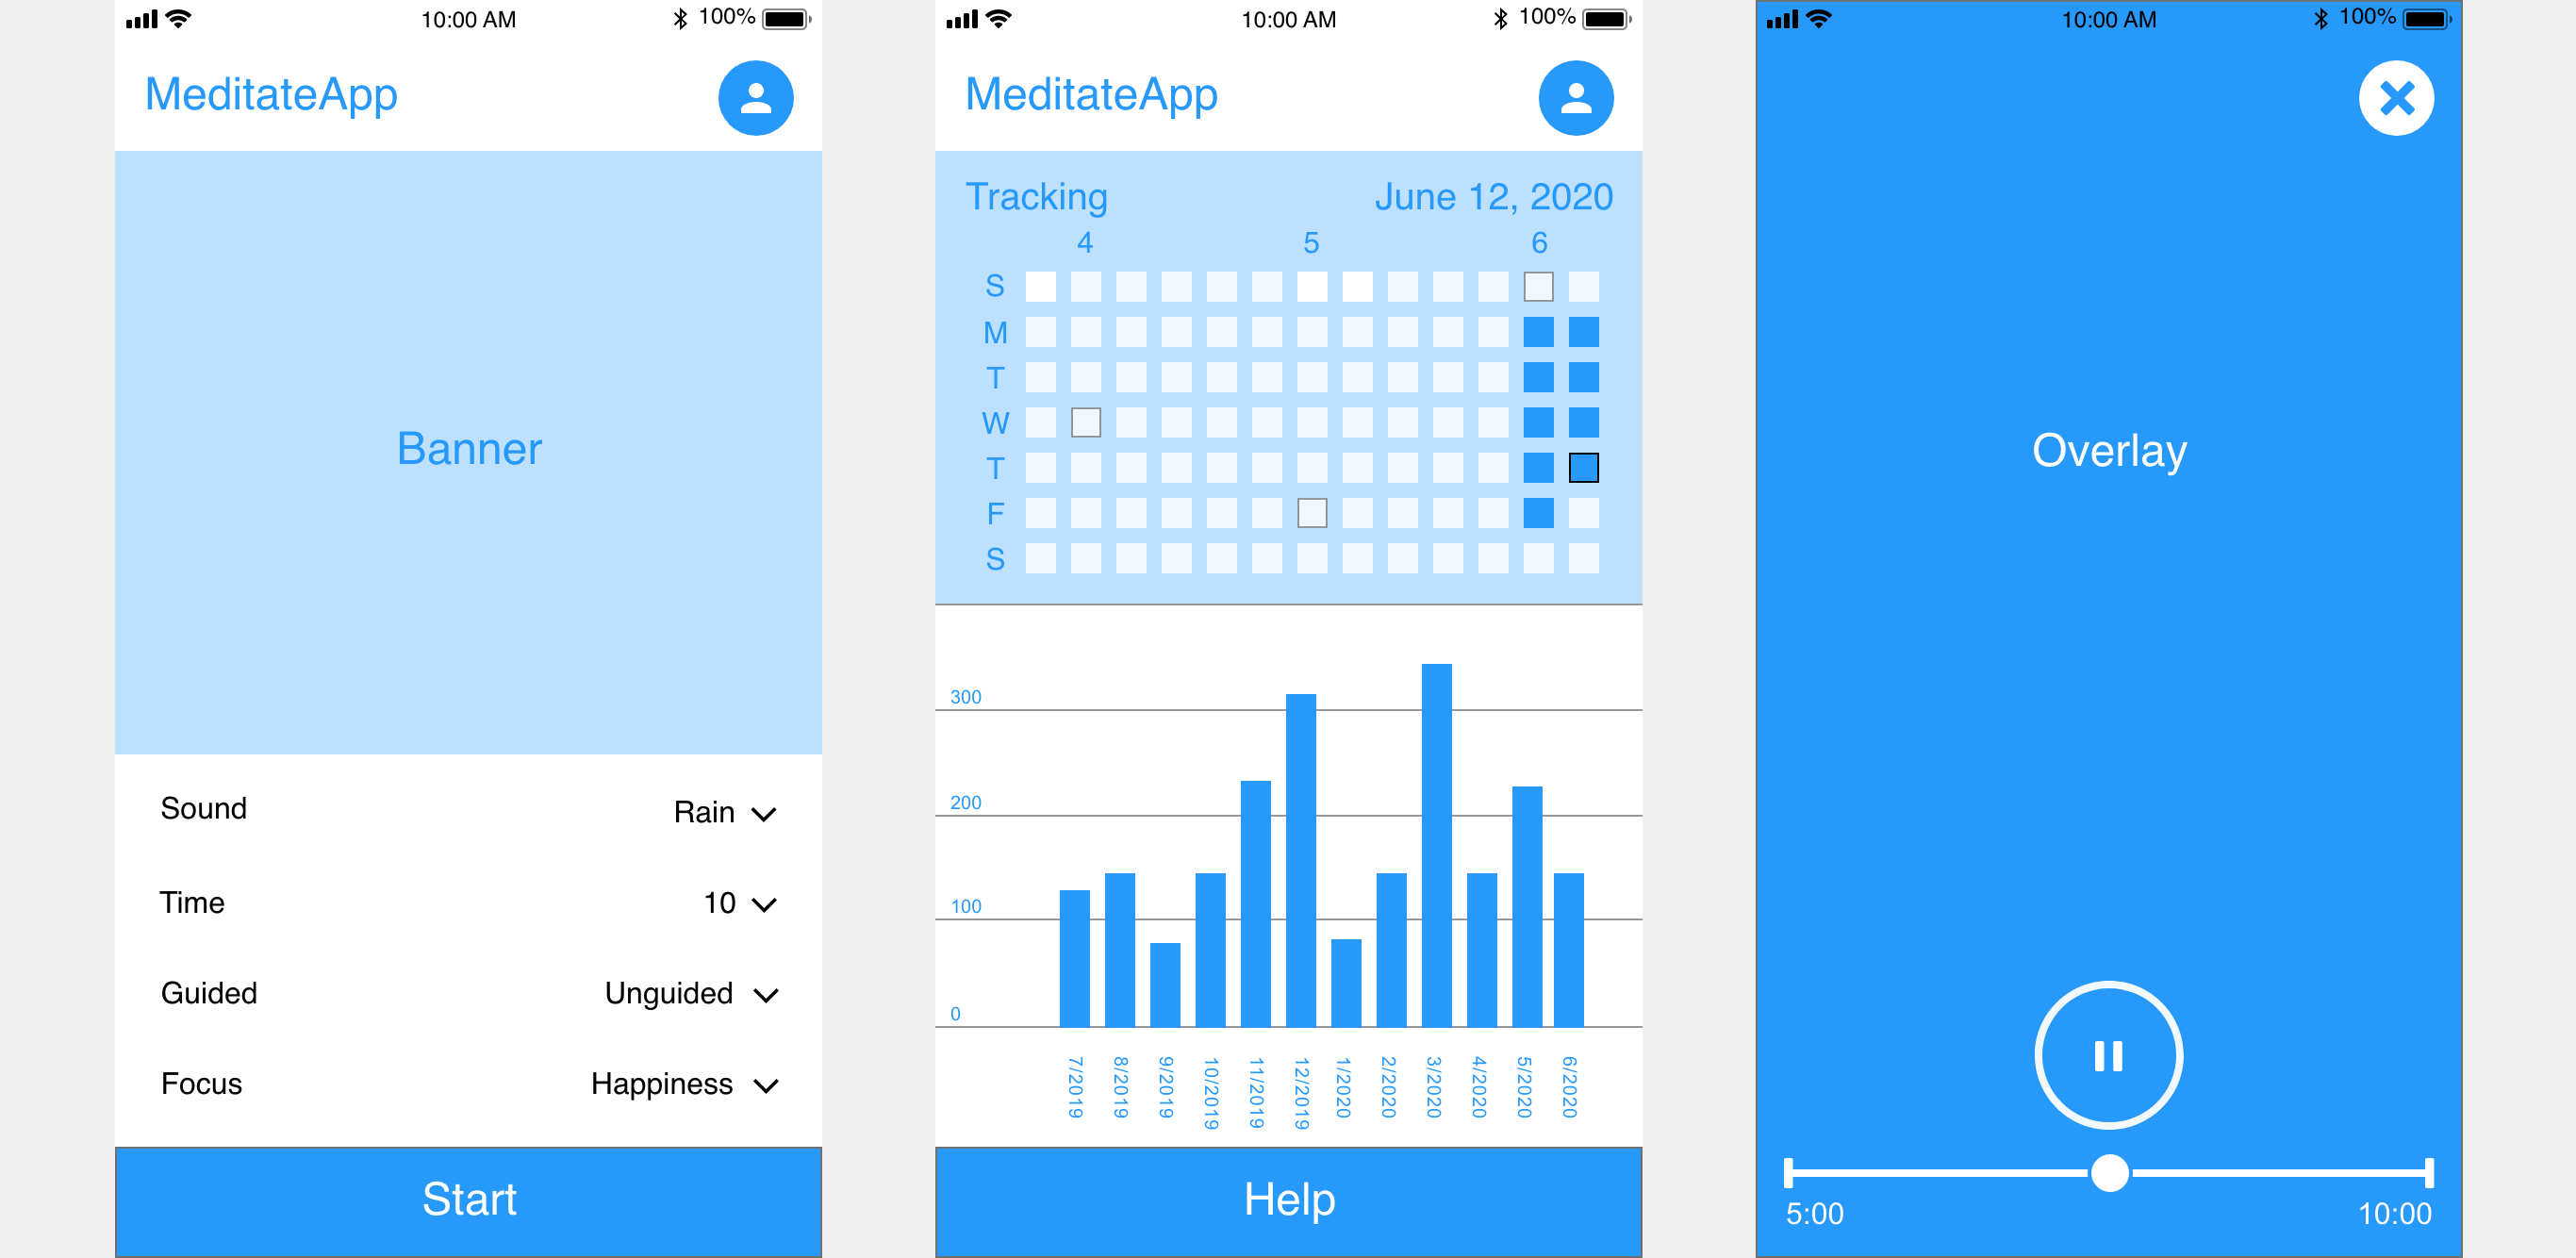 10:00 AM 100%
MeditateApp
Banner
Sound Rain
Time 10
Guided Unguided
Focus Happiness
Start
10:00 AM 100%
MeditateApp
Tracking June 12, 2020
4 5 6
S
M
T
W
T
F
S
300
200
100
0
7/2019 8/2019 9/2019 10/2019 11/2019 12/2019 1/2020 2/2020 3/2020 4/2020 5/2020 6/2020
Help
10:00 AM 100%
Overlay
5:00 10:00